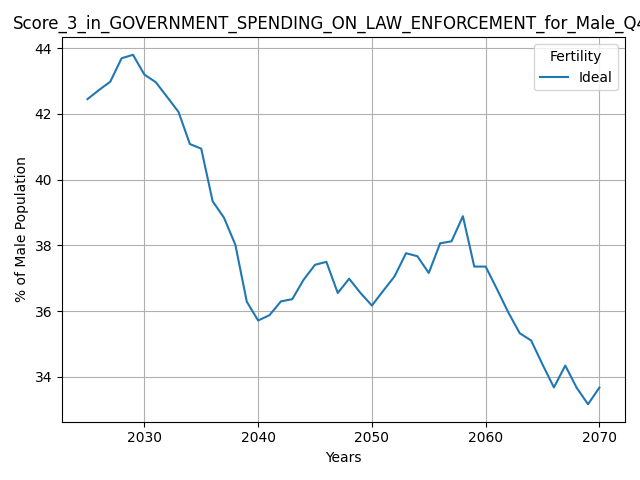 Score_3_in_GOVERNMENT_SPENDING_ON_LAW_ENFORCEMENT_for_Male_Q4
Fertility
Ideal
44
42
40
38
36
34
% of Male Population
2030 2040 2050 2060 2070
Years